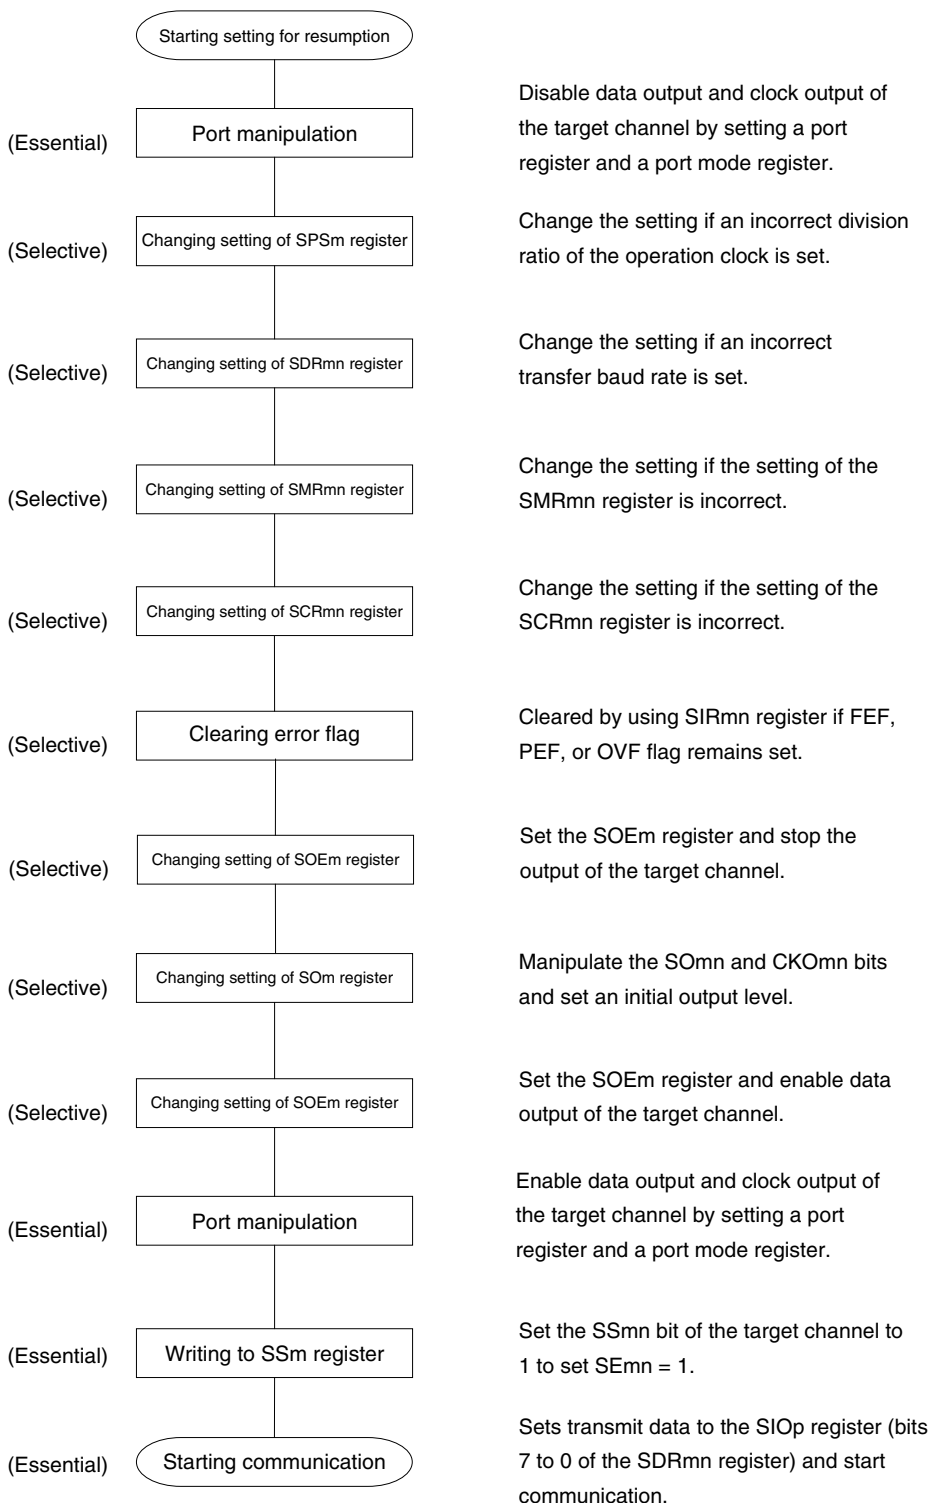 Starting setting for resumption
(Essential)
Port manipulation
Disable data output and clock output of
the target channel by setting a port
register and a port mode register.
(Selective)
Changing setting of SPSm register
Change the setting if an incorrect division
ratio of the operation clock is set.
(Selective)
Changing setting of SDRmn register
Change the setting if an incorrect
transfer baud rate is set.
(Selective)
Changing setting of SMRmn register
Change the setting if the setting of the
SMRmn register is incorrect.
(Selective)
Changing setting of SCRmn register
Change the setting if the setting of the
SCRmn register is incorrect.
(Selective)
Clearing error flag
Cleared by using SIRmn register if FEF,
PEF, or OVF flag remains set.
(Selective)
Changing setting of SOEm register
Set the SOEm register and stop the
output of the target channel.
(Selective)
Changing setting of SOm register
Manipulate the SOmn and CKOmn bits
and set an initial output level.
(Selective)
Changing setting of SOEm register
Set the SOEm register and enable data
output of the target channel.
(Essential)
Port manipulation
Enable data output and clock output of
the target channel by setting a port
register and a port mode register.
(Essential)
Writing to SSm register
Set the SSmn bit of the target channel to
1 to set SEmn = 1.
(Essential)
Starting communication
Sets transmit data to the SIOp register (bits
7 to 0 of the SDRmn register) and start
communication.